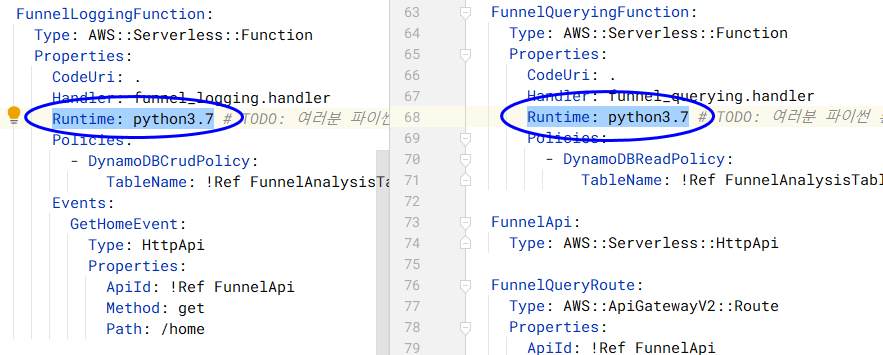 FunnelLoggingFunction:
Type: AWS::Serverless::Function
Properties:
CodeUri: .
Handler: funnel_logging.handler
Runtime: python3.7 # TODO: 여러분 파이썬
Policies:
- DynamoDBCrudPolicy:
TableName: !Ref FunnelAnalysisTa
Events:
GetHomeEvent:
Type: HttpApi
Properties:
ApiId: !Ref FunnelApi
Method: get
Path: /home
63 FunnelQueryingFunction:
64 Type: AWS::Serverless::Function
65 Properties:
66 CodeUri: .
67 Handler: funnel_querying.handler
68 Runtime: python3.7 # TODO: 여러분 파이썬
69 Policies:
70 - DynamoDBReadPolicy:
71 TableName: !Ref FunnelAnalysisTabl
72
73 FunnelApi:
74 Type: AWS::Serverless::HttpApi
75
76 FunnelQueryRoute:
77 Type: AWS::ApiGatewayV2::Route
78 Properties:
79 ApiId: !Ref FunnelApi